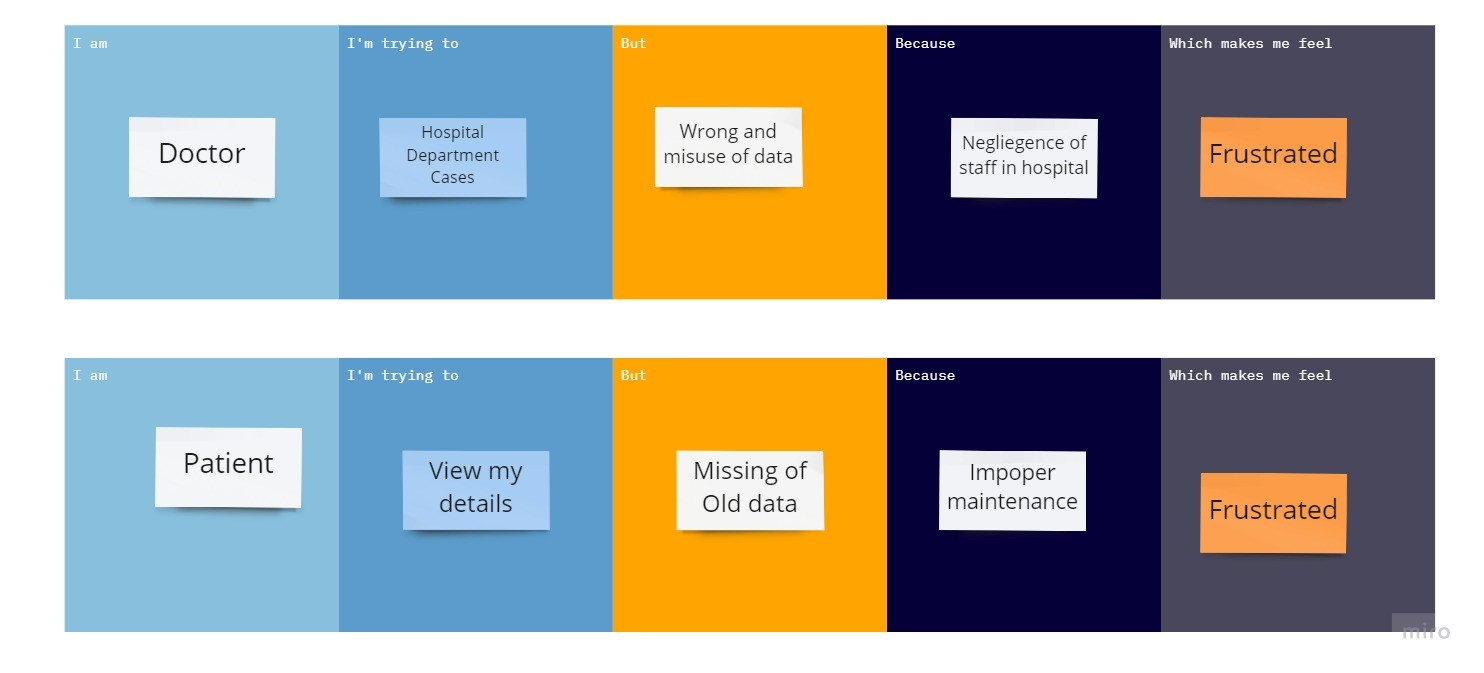 I am
I'm trying to
But
Because
Which makes me feel
Doctor
Hospital
Department
Cases
Wrong and
misuse of data
Negliegence of
staff in hospital
Frustrated
I am
I'm trying to
But
Because
Which makes me feel
Patient
View my
details
Missing of
Old data
Impoper
maintenance
Frustrated
miro